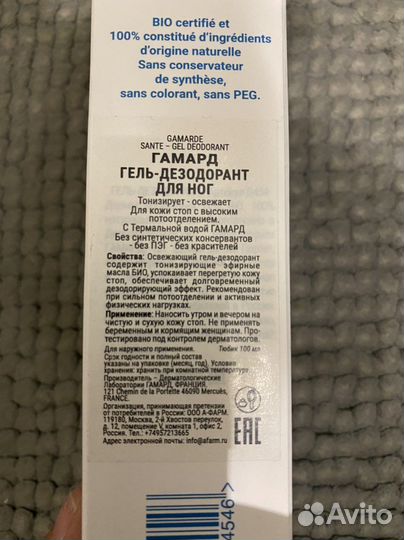 BIO certifié et
100% constitué d'ingrédients
d'origine naturelle
Sans conservateur
de synthèse,
sans colorant, sans PEG.
GAMARDE
SANTE – GEL DEODORANT
ГАМАРД
ГЕЛЬ-ДЕЗОДОРАНТ
ДЛЯ НОГ
Тонизирует - освежает
Для кожи стоп с высоким
потоотделением.
С Термальной водой ГАМАРД
Без синтетических консервантов
- без ПЭГ - без красителей
Свойства: Освежающий гель-дезодорант
содержит тонизирующие эфирные
масла БИО, успокаивает перегретую кожу
стоп, обеспечивает долговременный
дезодорирующий эффект. Рекомендован
при сильном потоотделении и активных
физических нагрузках.
Применение: Наносить утром и вечером на
чистую и сухую кожу стоп. Не применять
беременным и кормящим женщинам. Про-
тестировано под контролем дерматологов.
Для наружного применения. Тюбик 100 мл
Срок годности и полный состав
указаны на упаковке (месяц, год). Условия
хранения: хранить при комнатной температуре.
Производитель – Дерматологические
Лаборатории ГАМАРД, ФРАНЦИЯ.
121 Chemin de la Portette 46090 Mercuès,
FRANCE.
Организация, принимающая претензии
от потребителей в России: ООО А-ФАРМ.
119180, Москва, 2-й Хвостов переулок,
д. 12, помещение V, комната 1, офис 2,
Россия, Тел: +74957213665
Адрес электронной почты: info@afarm.ru
EAC
4546
Avito